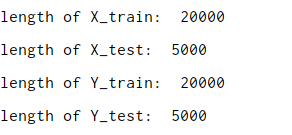 length of X_train:  20000
length of X_test:  5000
length of Y_train:  20000
length of Y_test:  5000